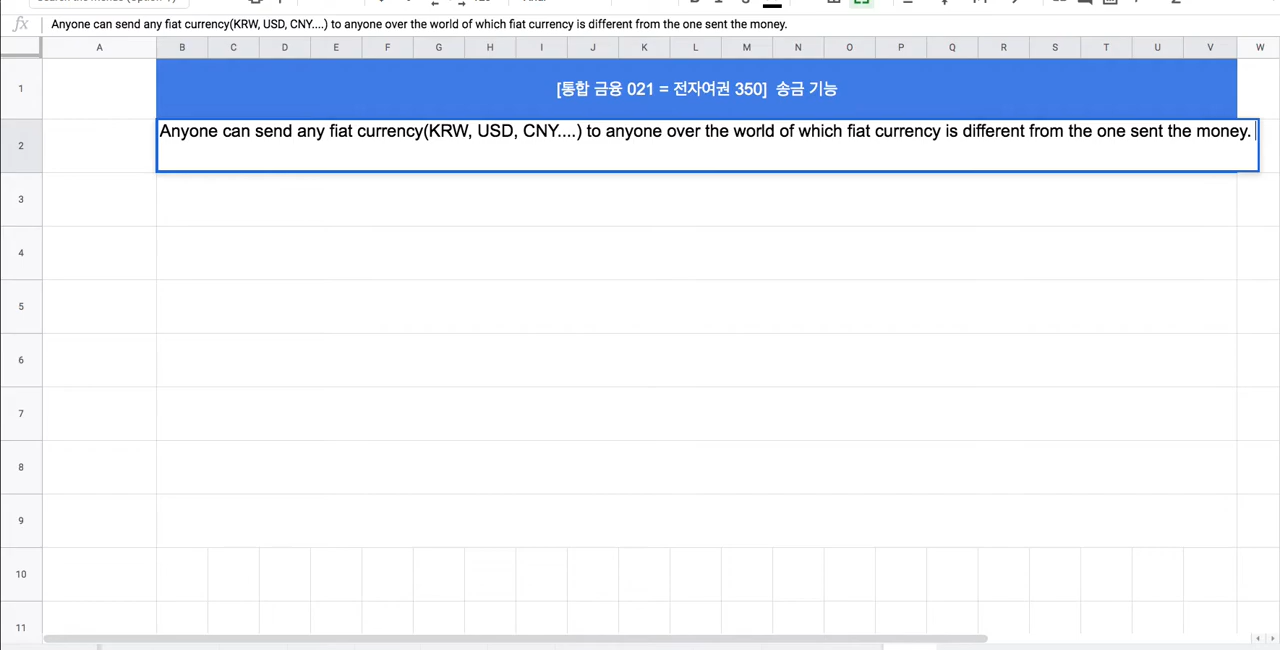 fx Anyone can send any fiat currency(KRW, USD, CNY....) to anyone over the world of which fiat currency is different from the one sent the money.
A B C D E F G H I J K L M N O P Q R S T U V W
1 [통합 금융 021 = 전자여권 350] 송금 기능
2 Anyone can send any fiat currency(KRW, USD, CNY....) to anyone over the world of which fiat currency is different from the one sent the money.
3
4
5
6
7
8
9
10
11